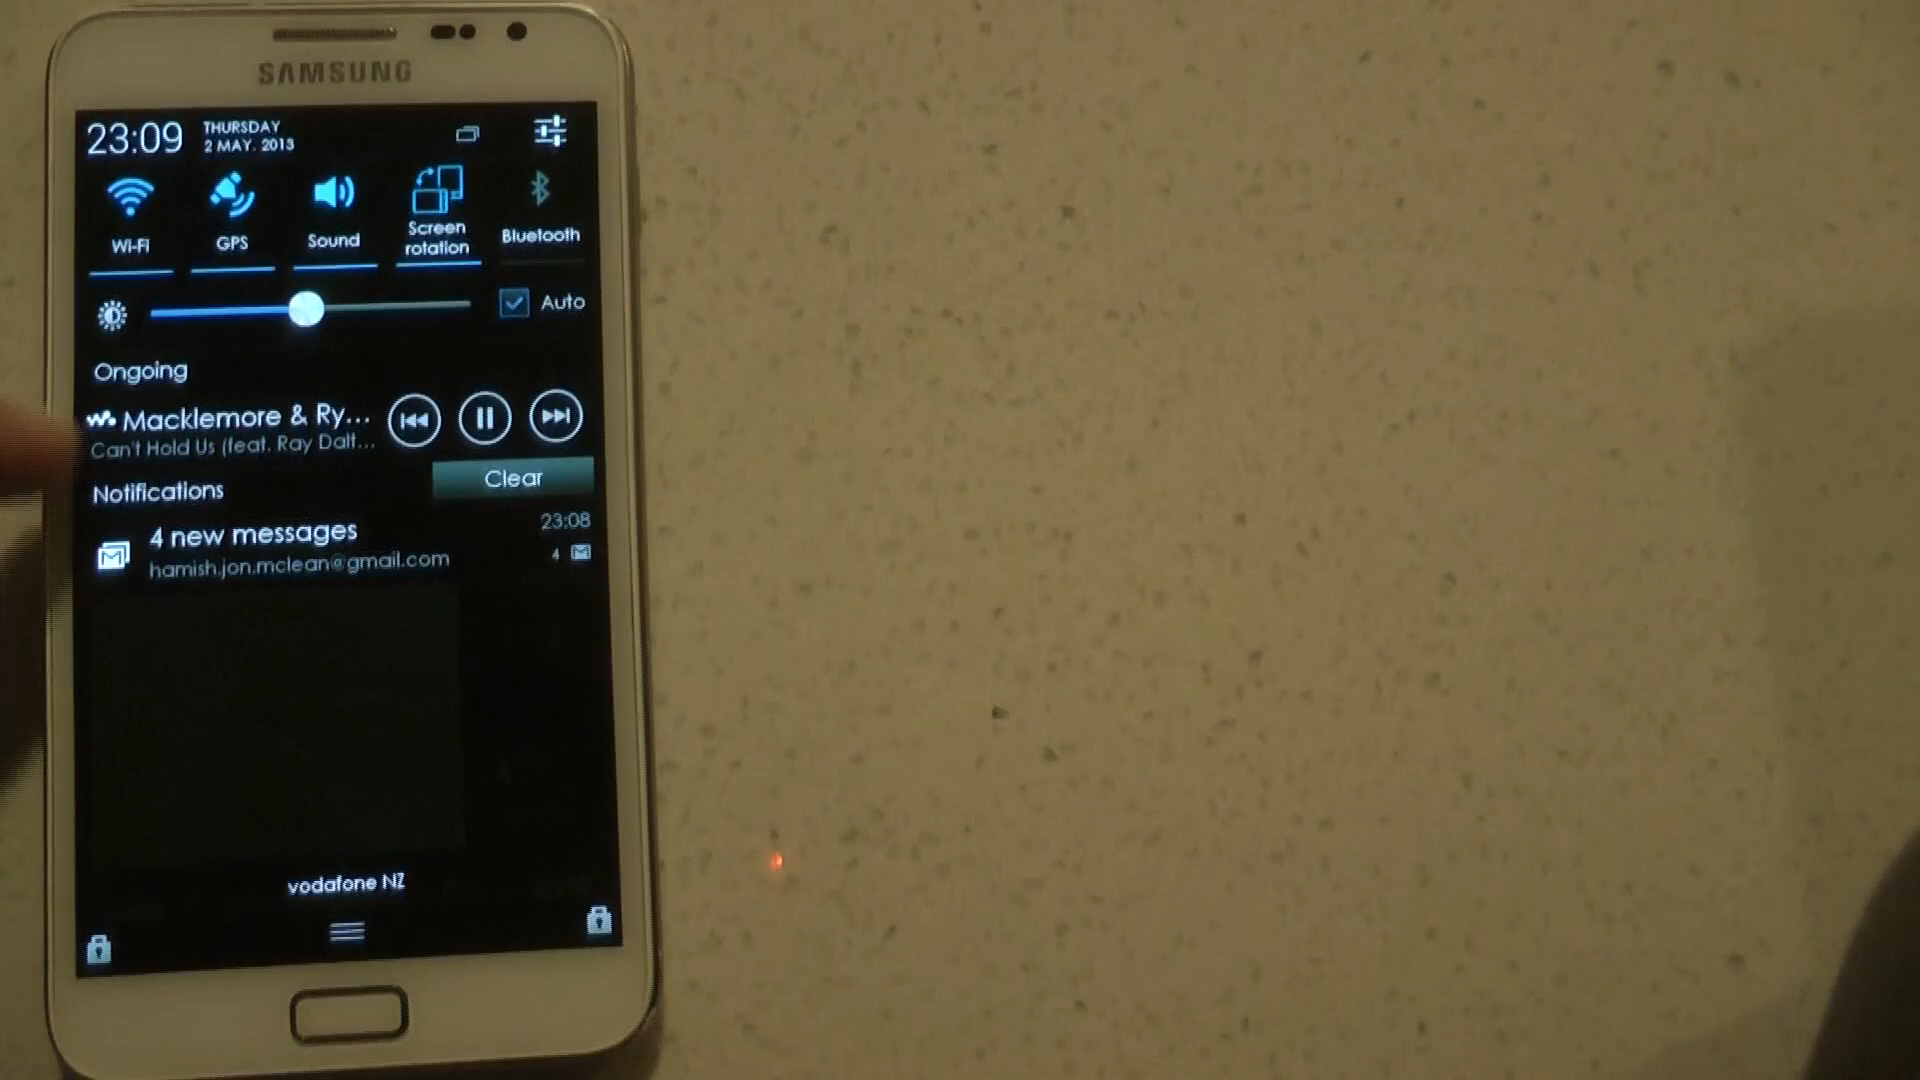 SAMSUNG
23:09
THURSDAY
2 MAY. 2013
Wi-Fi
GPS
Sound
Screen
rotation
Bluetooth
Auto
Ongoing
Macklemore & Ry...
Can't Hold Us (feat. Ray Dalt...
Clear
Notifications
4 new messages
23:08
hamish.jon.mclean@gmail.com
4
vodafone NZ